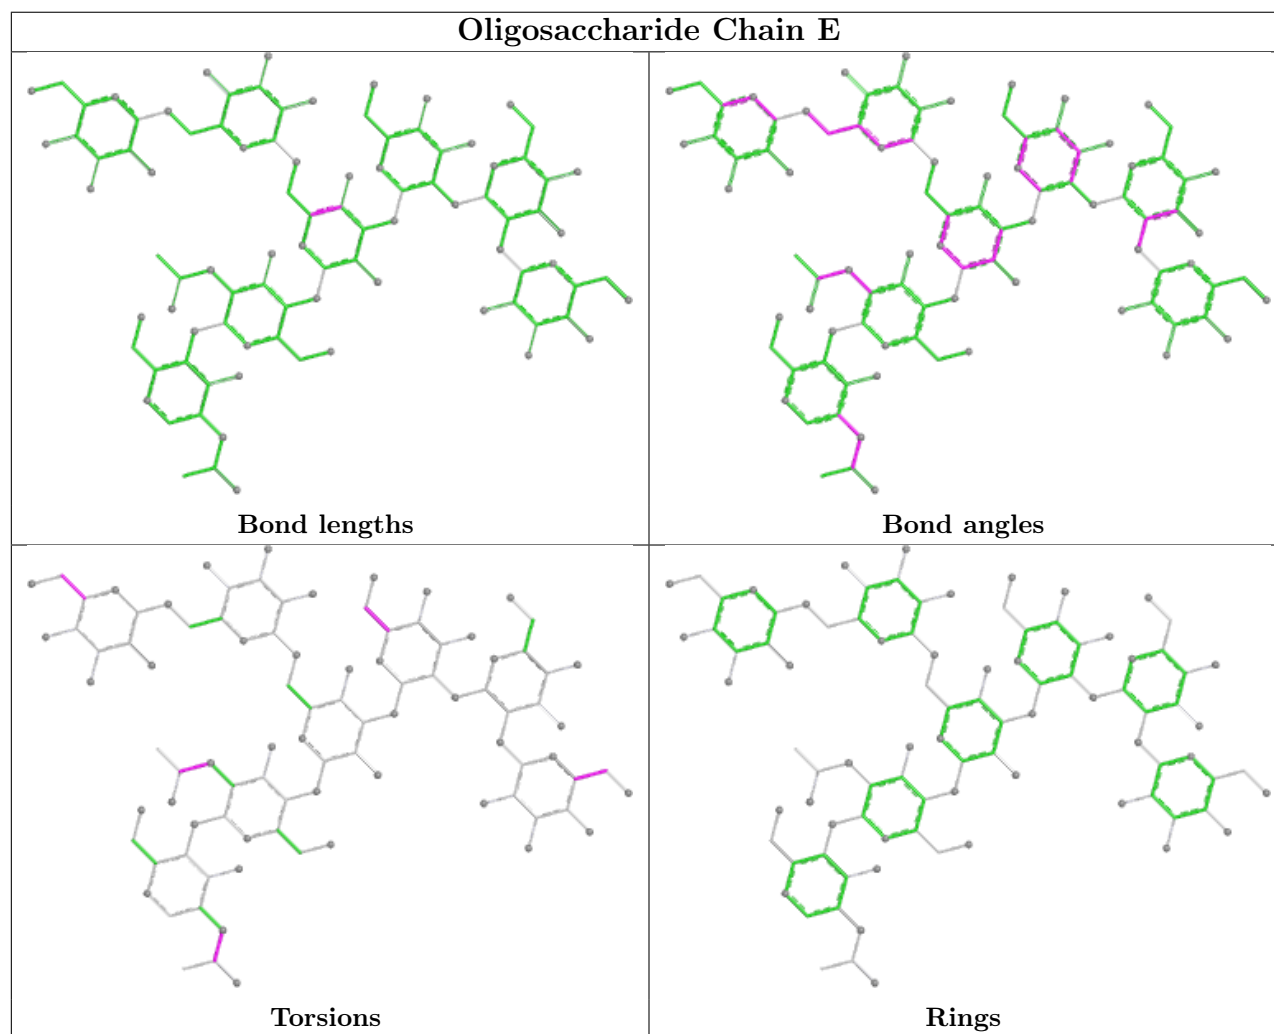 Oligosaccharide Chain E
Bond lengths
Bond angles
Torsions
Rings